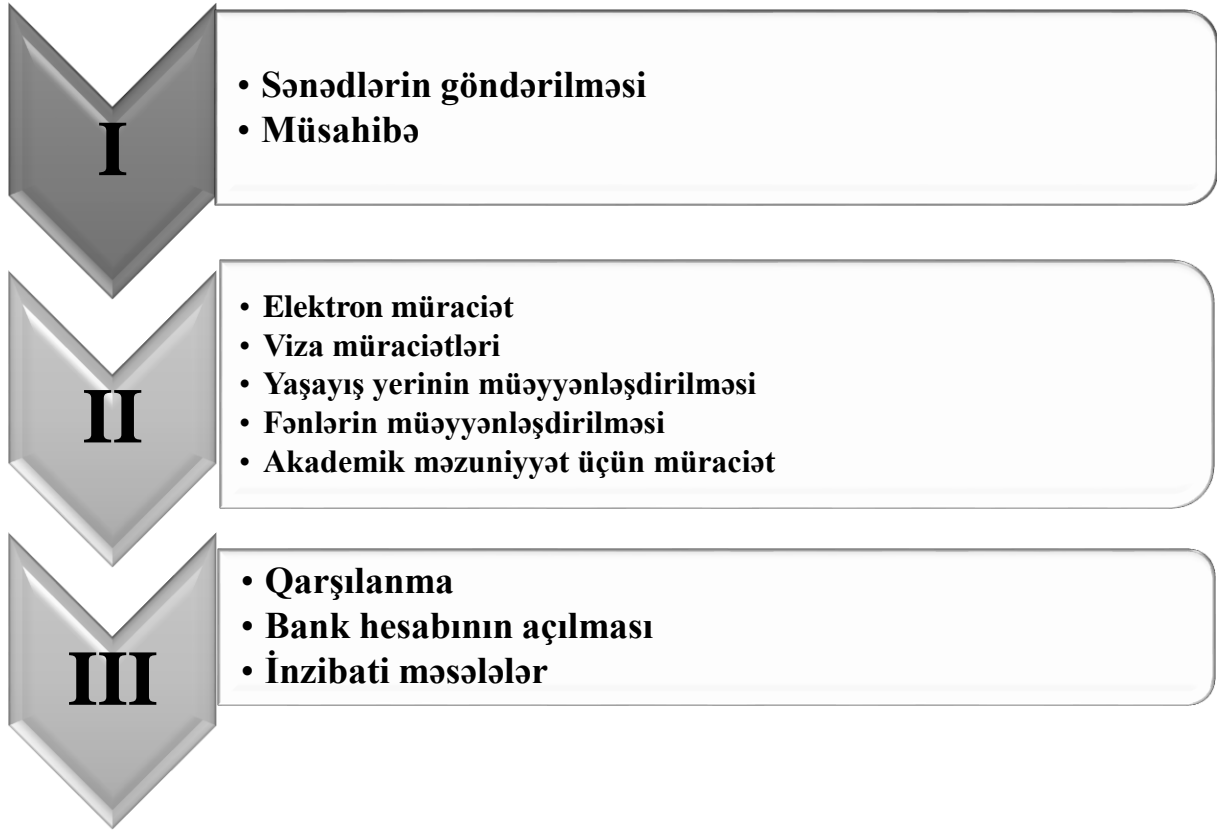 I
• Sənədlərin göndərilməsi
• Müsahibə
II
• Elektron müraciət
• Viza müraciətləri
• Yaşayış yerinin müəyyənləşdirilməsi
• Fənlərin müəyyənləşdirilməsi
• Akademik məzuniyyət üçün müraciət
III
• Qarşılanma
• Bank hesabının açılması
• İnzibati məsələlər